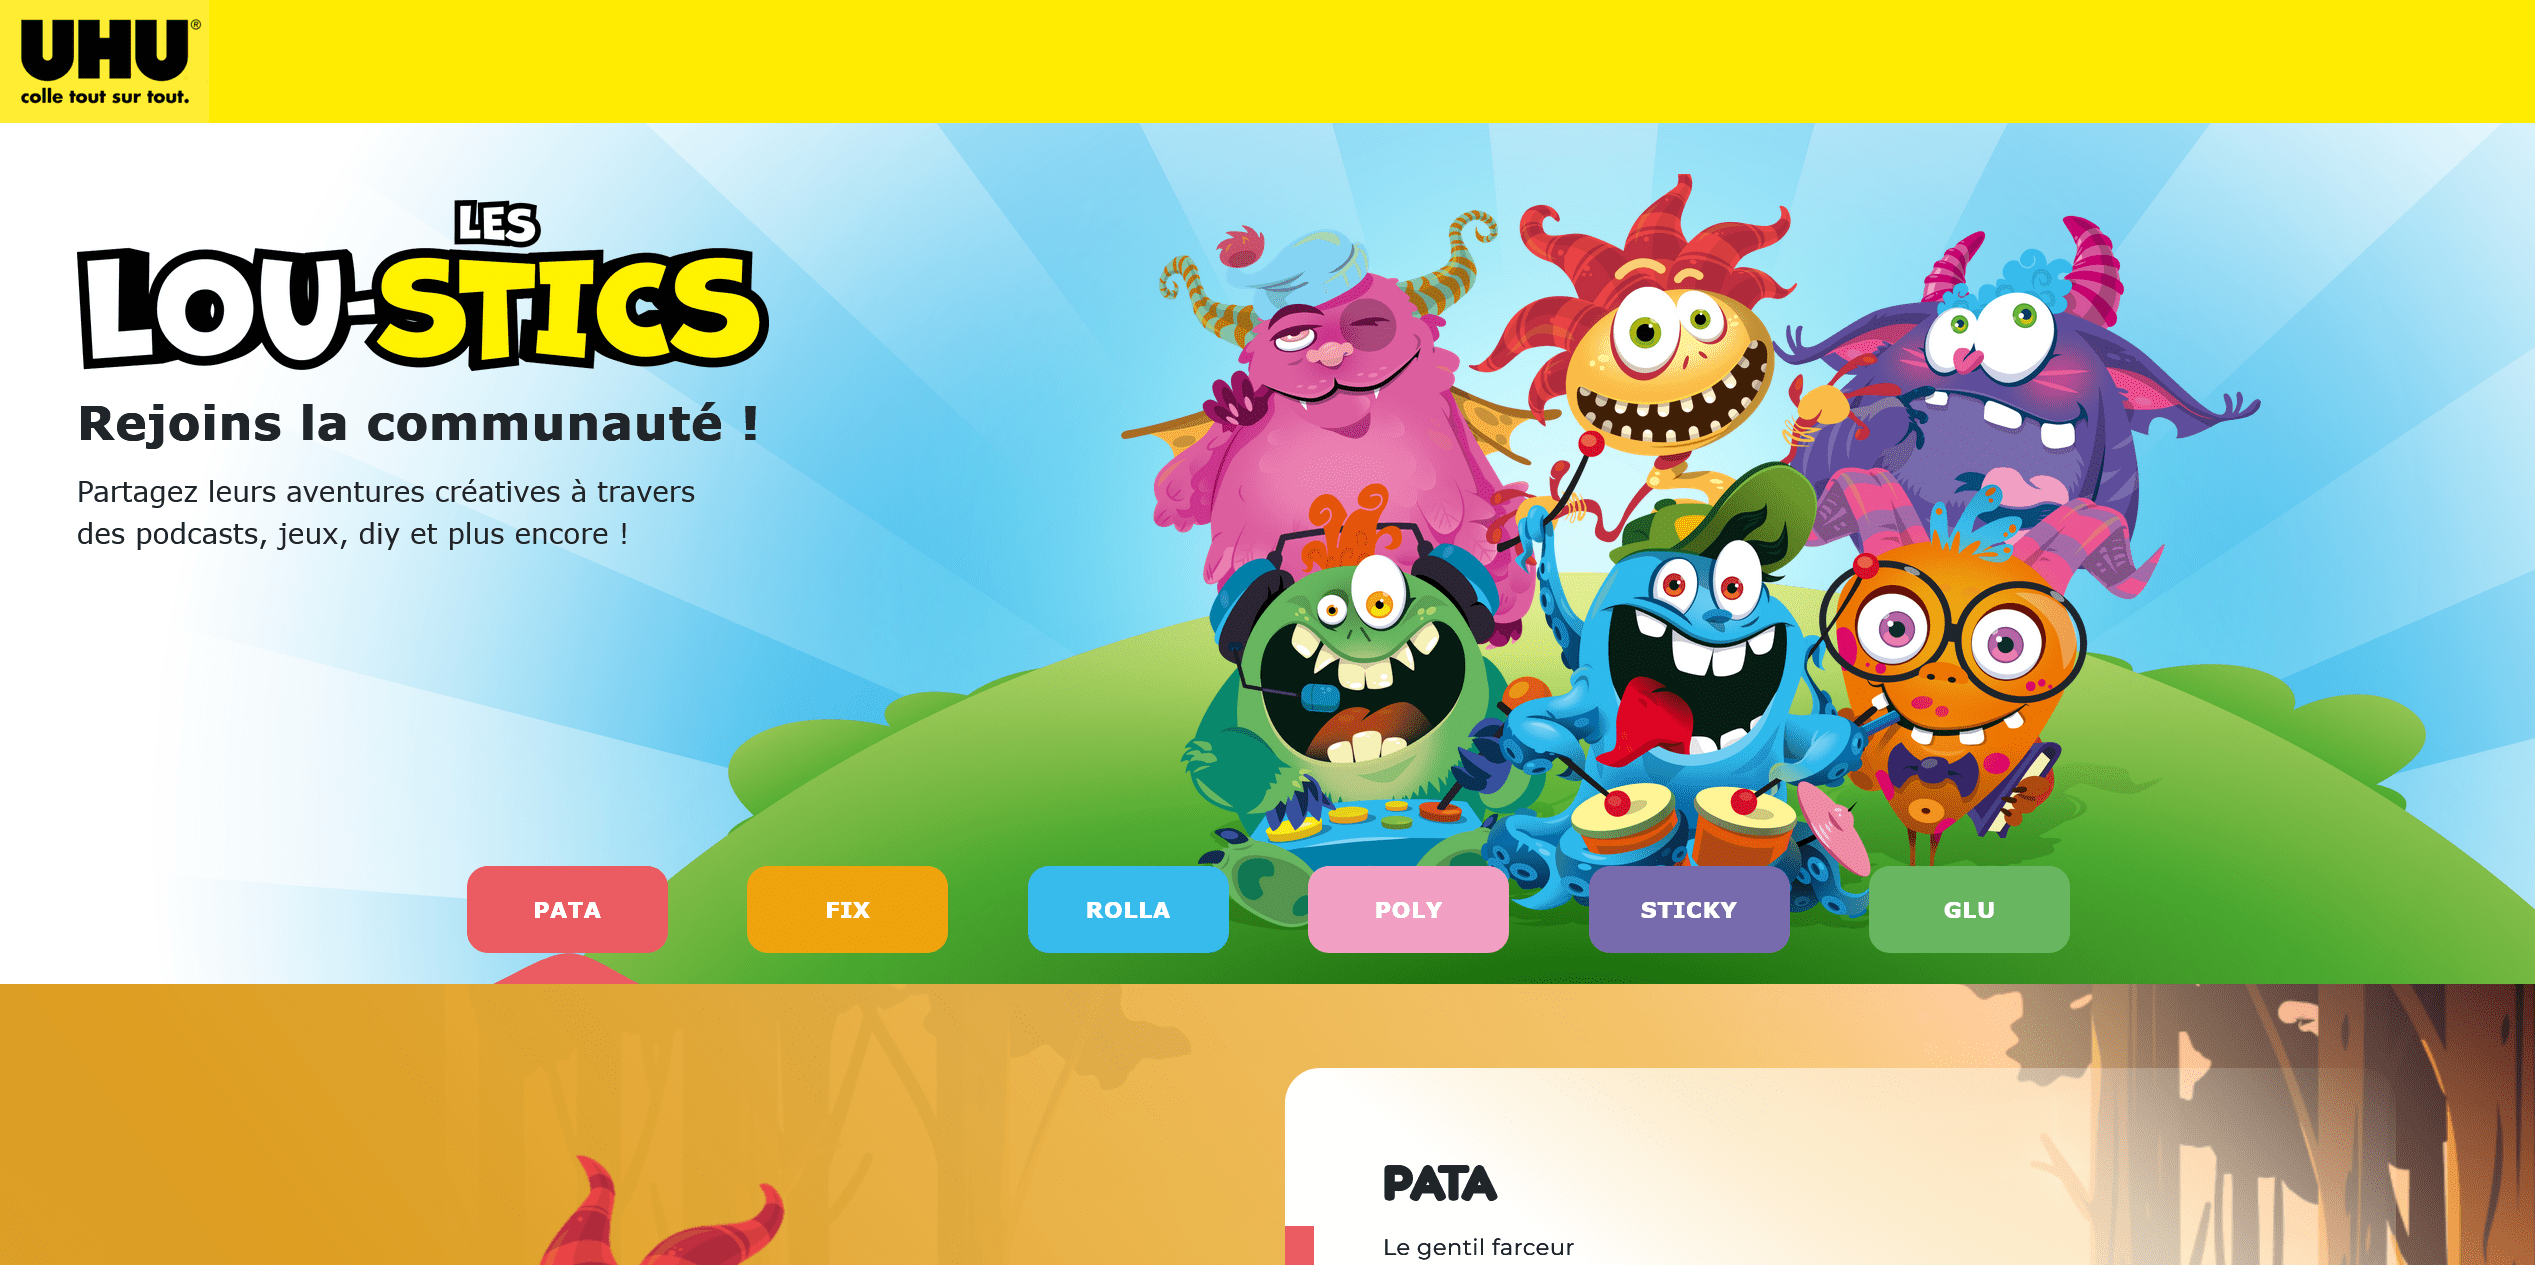 UHU®
colle tout sur tout.
LES
LOU-STICS
Rejoins la communauté !
Partagez leurs aventures créatives à travers
des podcasts, jeux, diy et plus encore !
PATA
FIX
ROLLA
POLY
STICKY
GLU
PATA
Le gentil farceur